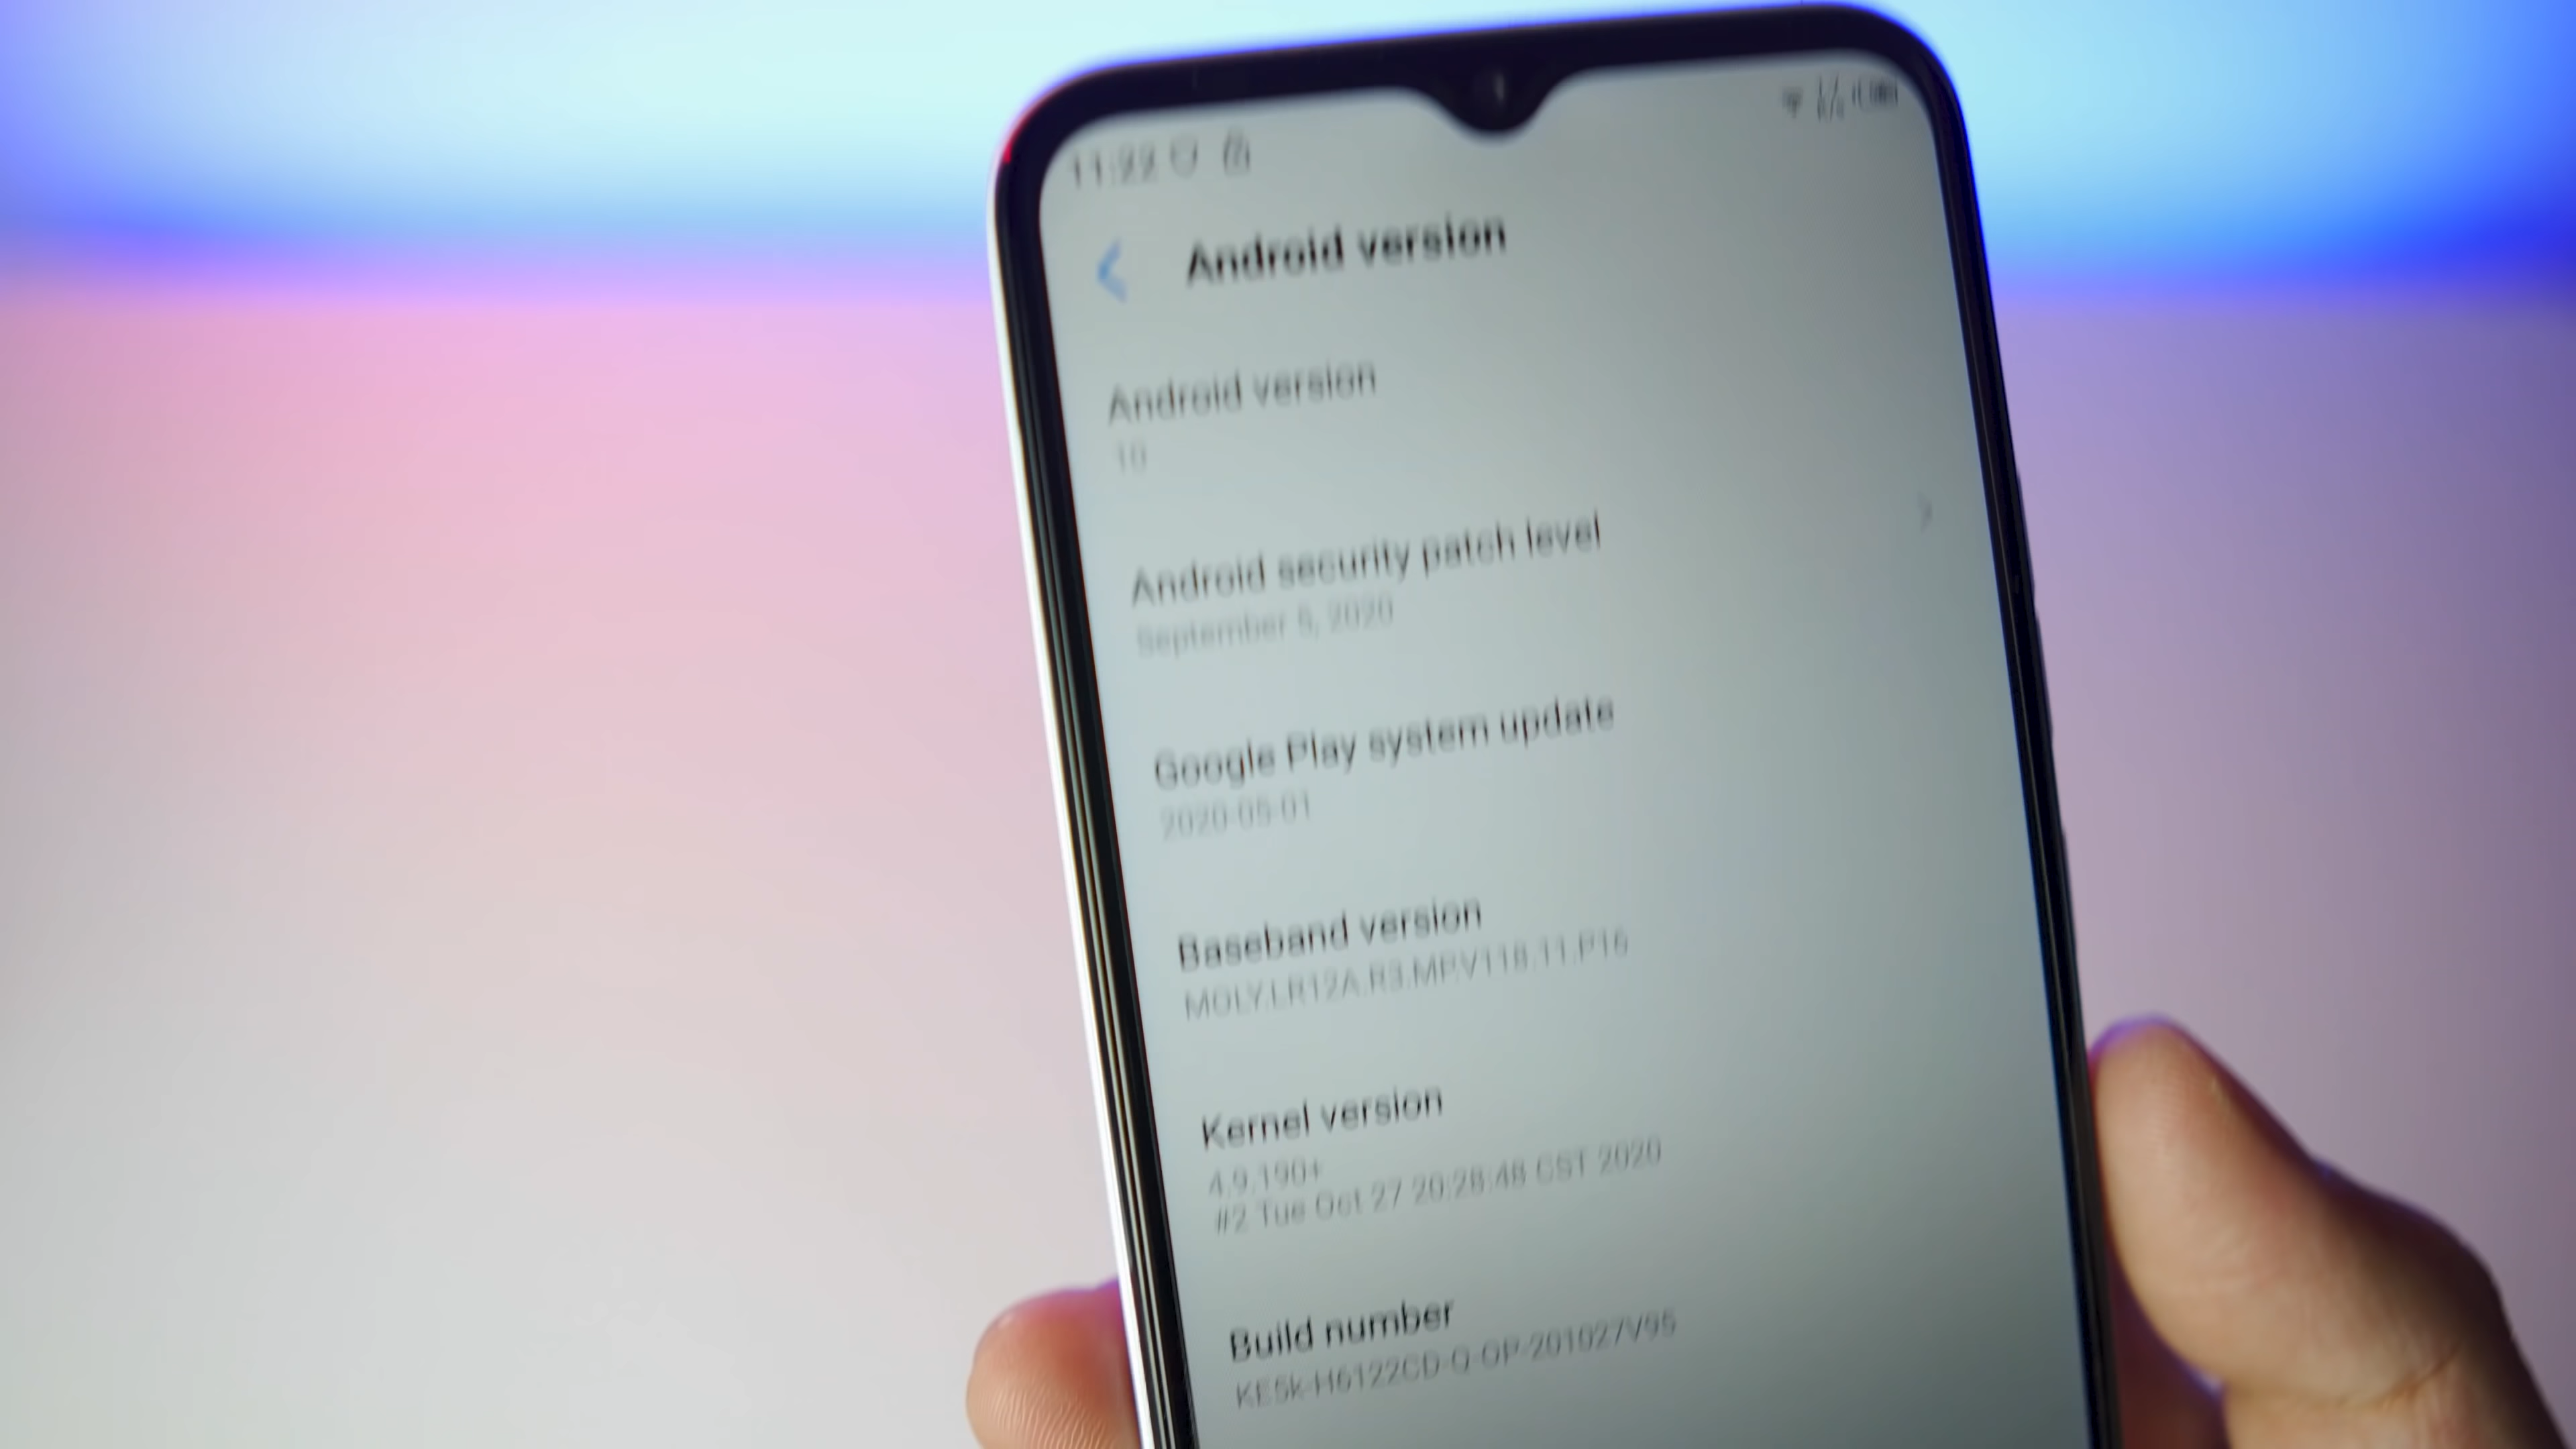 11:22
Android version
Android version
10
Android security patch level
September 5, 2020
Google Play system update
2020-05-01
Baseband version
MOLY.LR12A.R3.MP.V118.11.P16
Kernel version
4.9.190+
#2 Tue Oct 27 20:28:48 CST 2020
Build number
KE5k-H6122CD-Q-OP-201027V95